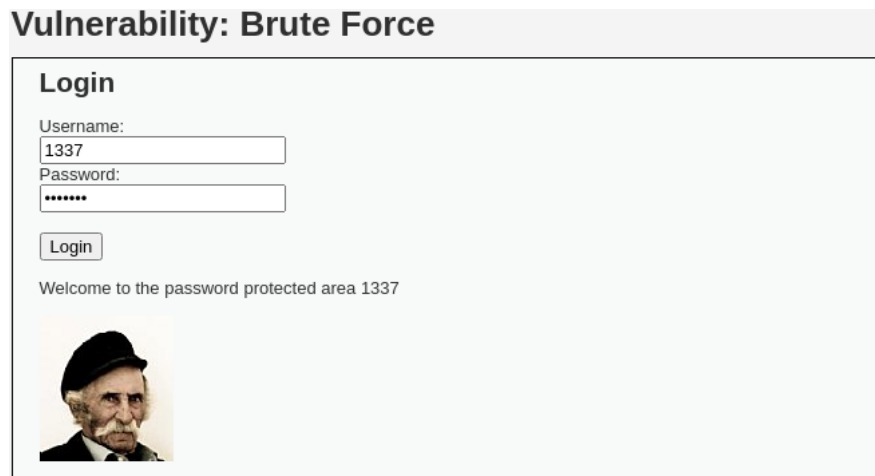 Vulnerability: Brute Force
Login
Username:
1337
Password:
•••••••
Login
Welcome to the password protected area 1337